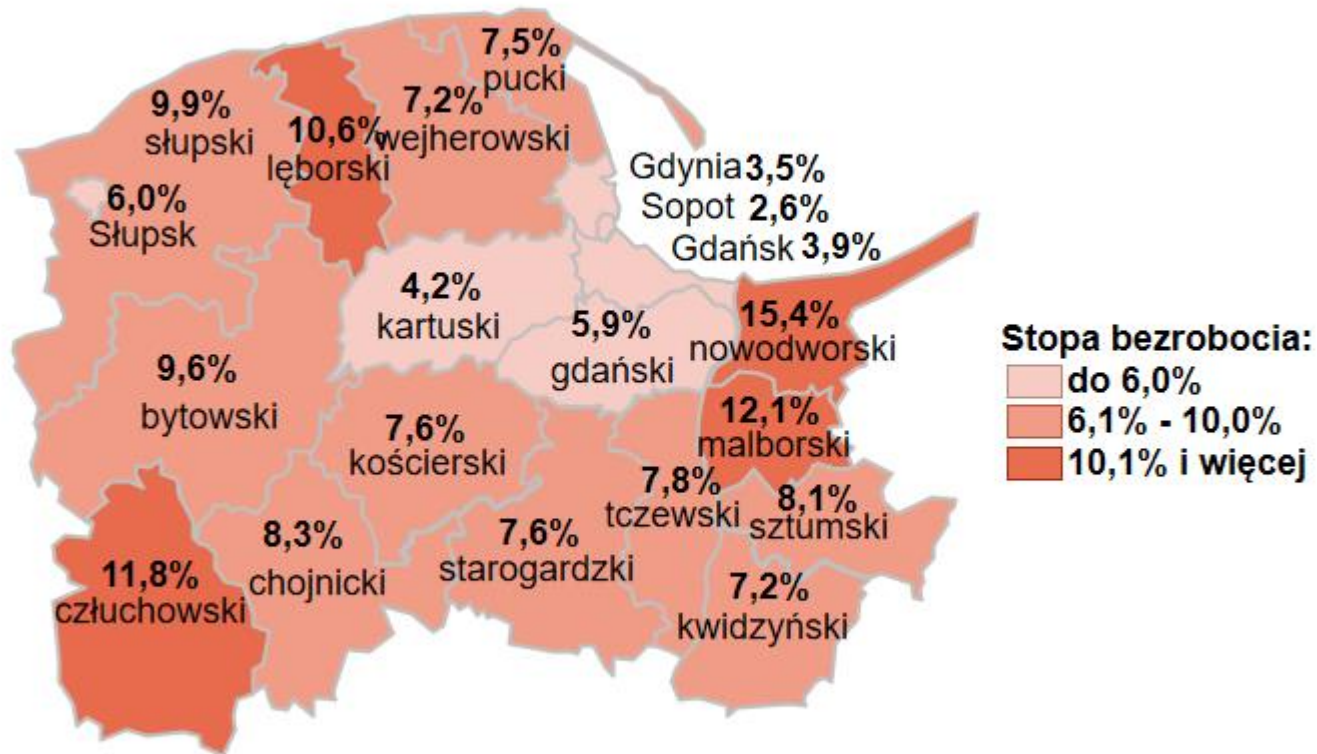 7,5%
pucki
9,9%
słupski
7,2%
wejherowski
10,6%
lęborski
Gdynia 3,5%
Sopot 2,6%
Gdańsk 3,9%
6,0%
Słupsk
4,2%
kartuski
5,9%
gdański
15,4%
nowodworski
9,6%
bytowski
7,6%
kościerski
12,1%
malborski
7,8%
tczewski
8,1%
sztumski
8,3%
chojnicki
7,6%
starogardzki
11,8%
człuchowski
7,2%
kwidzyński
Stopa bezrobocia:
do 6,0%
6,1% - 10,0%
10,1% i więcej